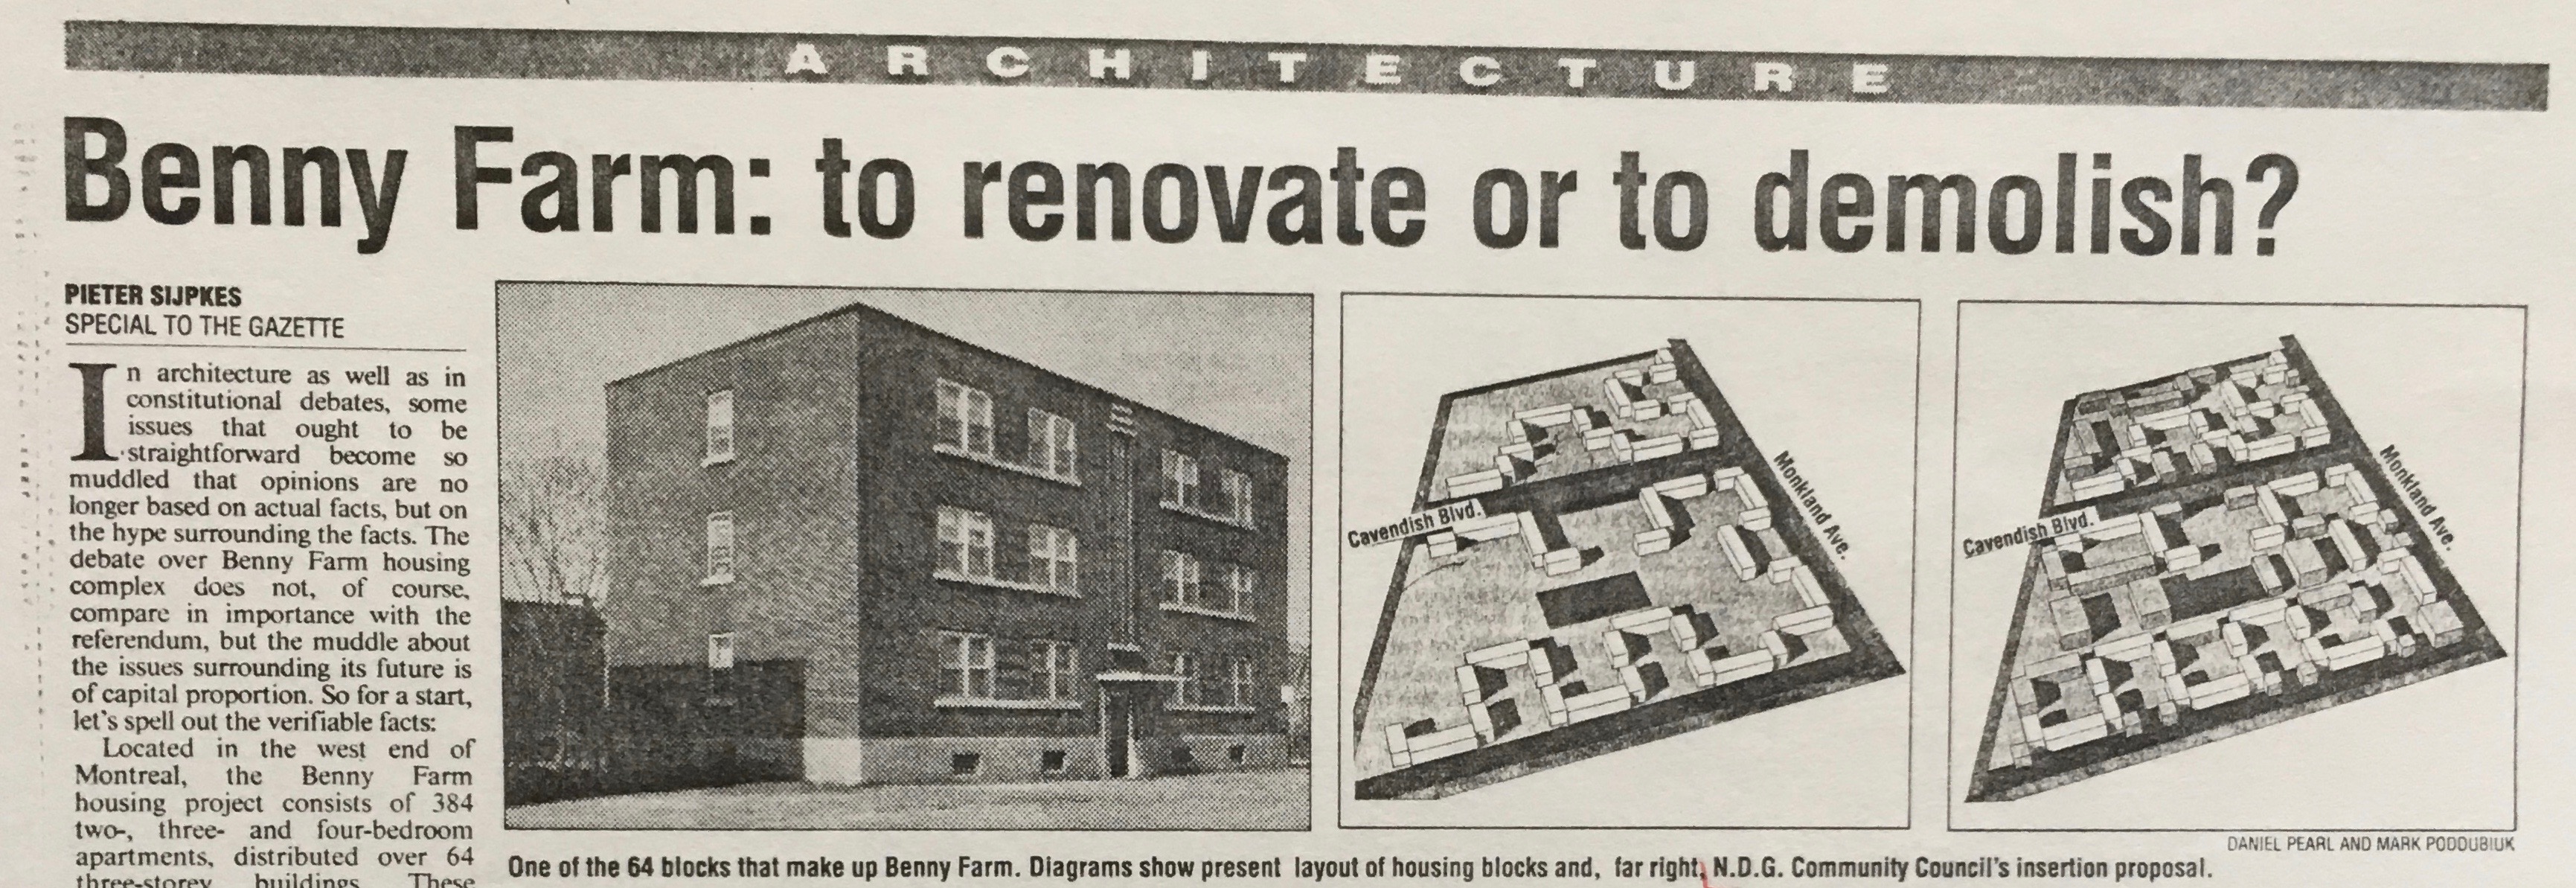 ARCHITECTURE
Benny Farm: to renovate or to demolish?
PIETER SIJPKES
SPECIAL TO THE GAZETTE
In architecture as well as in
constitutional debates, some
issues that ought to be
straightforward become so
muddled that opinions are no
longer based on actual facts, but on
the hype surrounding the facts. The
debate over Benny Farm housing
complex does not, of course,
compare in importance with the
referendum, but the muddle about
the issues surrounding its future is
of capital proportion. So for a start,
let's spell out the verifiable facts:
Located in the west end of
Montreal, the Benny Farm
housing project consists of 384
two-, three- and four-bedroom
apartments, distributed over 64
three-storey buildings. These
Cavendish Blvd.
Monkland Ave.
Cavendish Blvd.
Monkland Ave.
DANIEL PEARL AND MARK PODDUBIUK
One of the 64 blocks that make up Benny Farm. Diagrams show present layout of housing blocks and, far right, N.D.G. Community Council's insertion proposal.